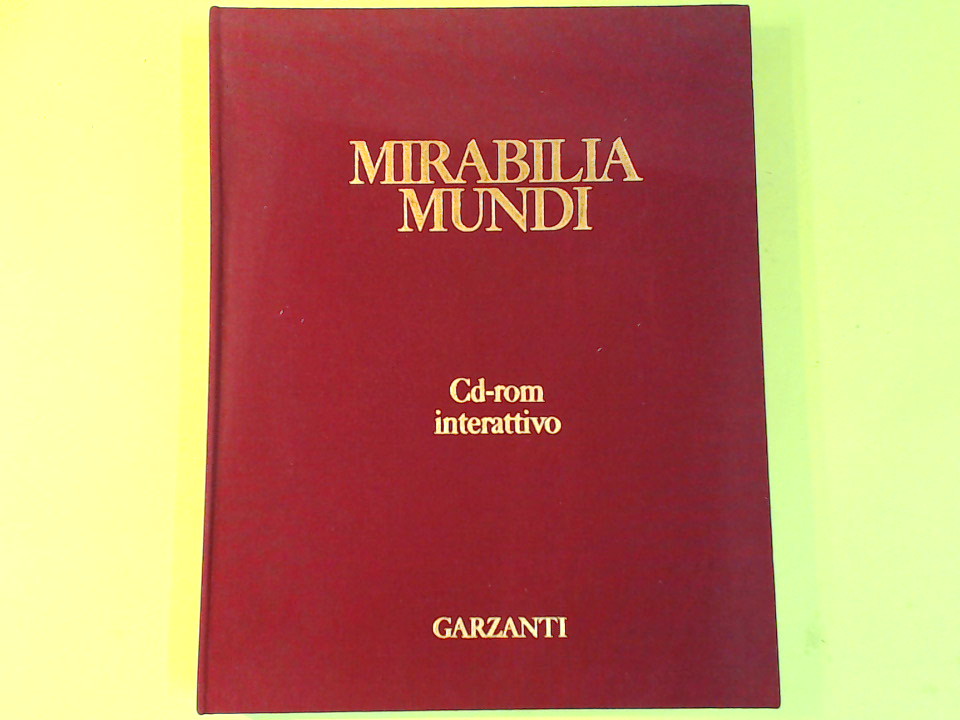 MIRABILIA
MUNDI
Cd-rom
interattivo
GARZANTI